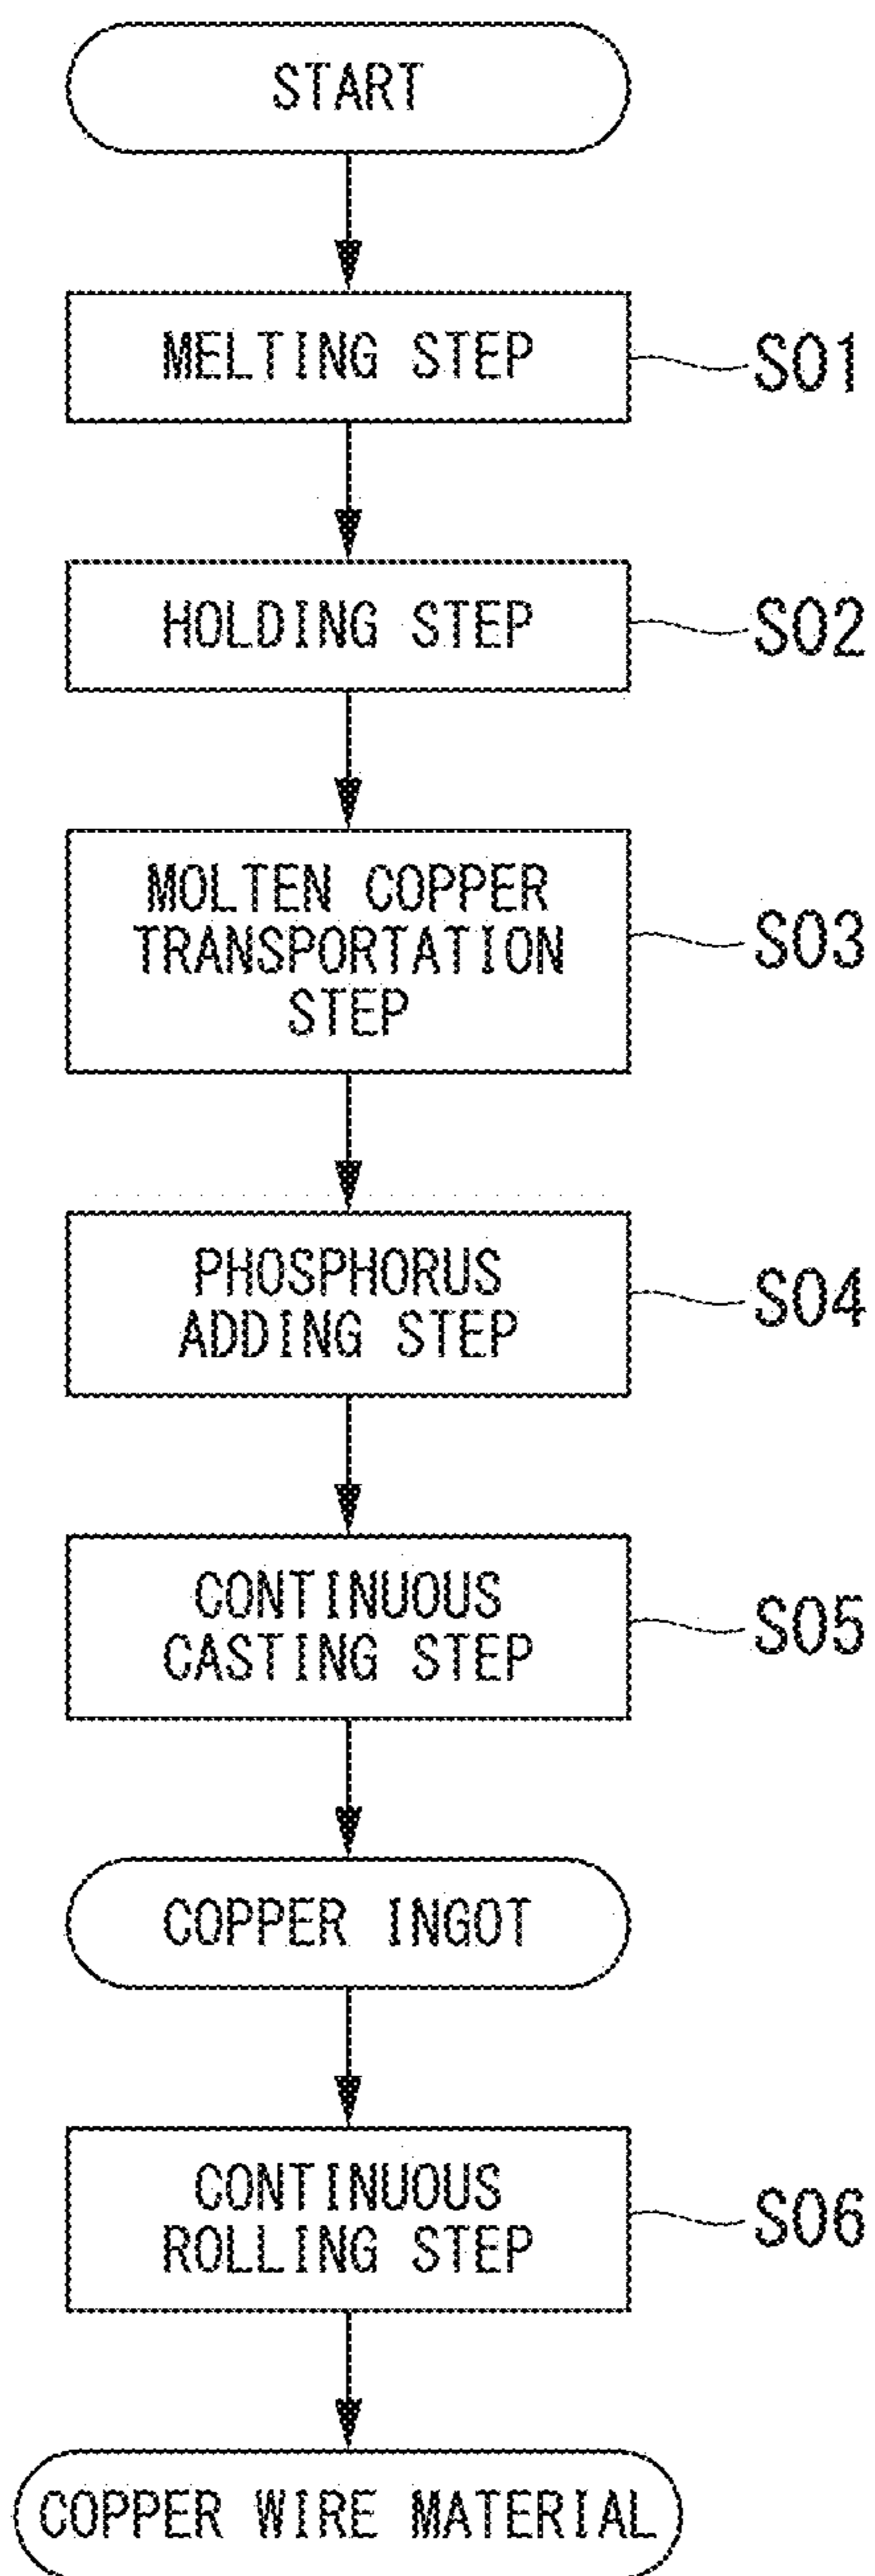 START
MELTING STEP
S01
HOLDING STEP
S02
MOLTEN COPPER
TRANSPORTATION
STEP
S03
PHOSPHORUS
ADDING STEP
S04
CONTINUOUS
CASTING STEP
S05
COPPER INGOT
CONTINUOUS
ROLLING STEP
S06
COPPER WIRE MATERIAL